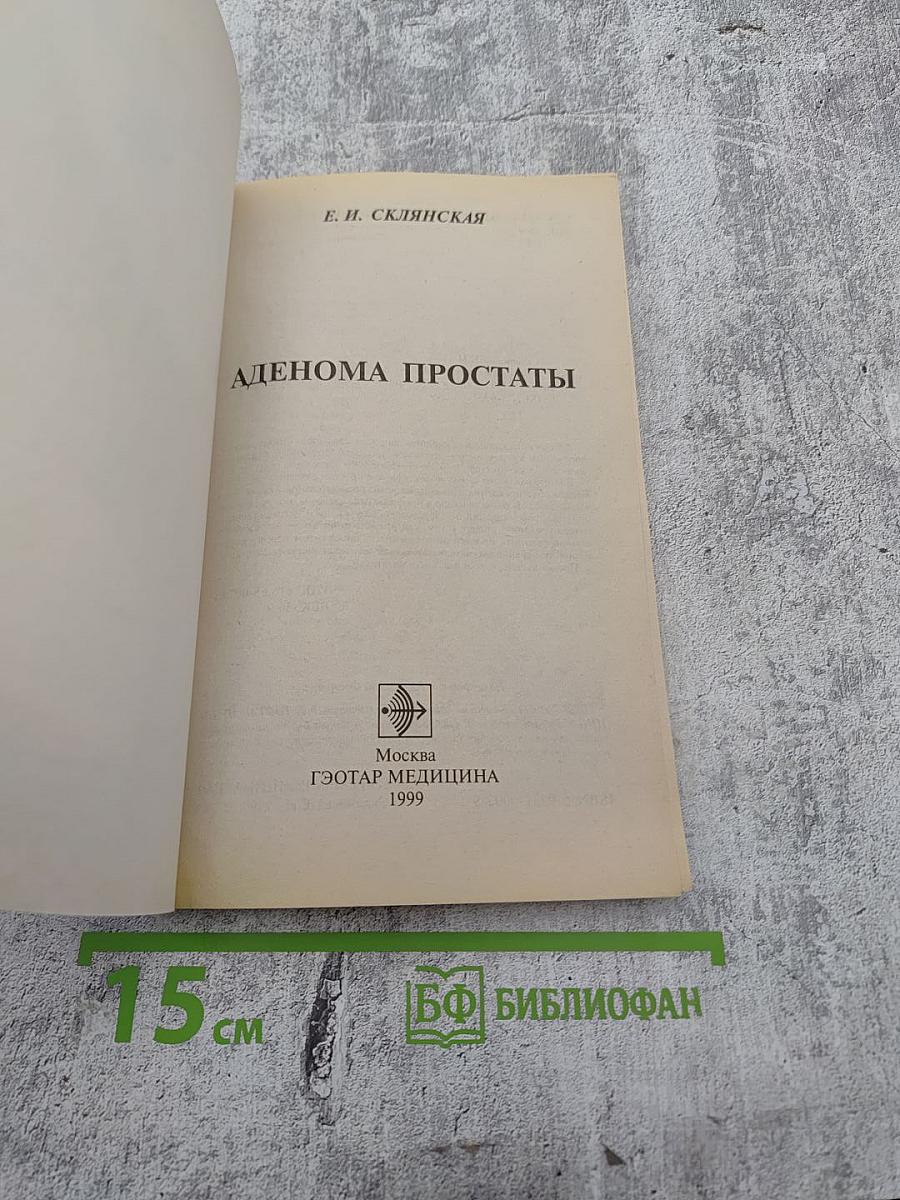 Е. И. СКЛЯНСКАЯ
АДЕНОМА ПРОСТАТЫ
Москва
ГЭОТАР МЕДИЦИНА
1999
15 см
БФ БИБЛИОФАН